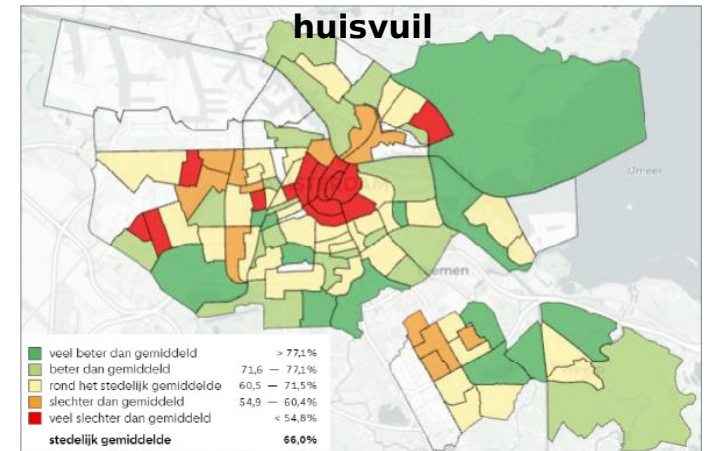 huisvuil
IJmeer
emen
veel beter dan gemiddeld > 77,1%
beter dan gemiddeld 71,6 — 77,1%
rond het stedelijk gemiddelde 60,5 — 71,5%
slechter dan gemiddeld 54,9 — 60,4%
veel slechter dan gemiddeld < 54,8%
stedelijk gemiddelde 66,0%